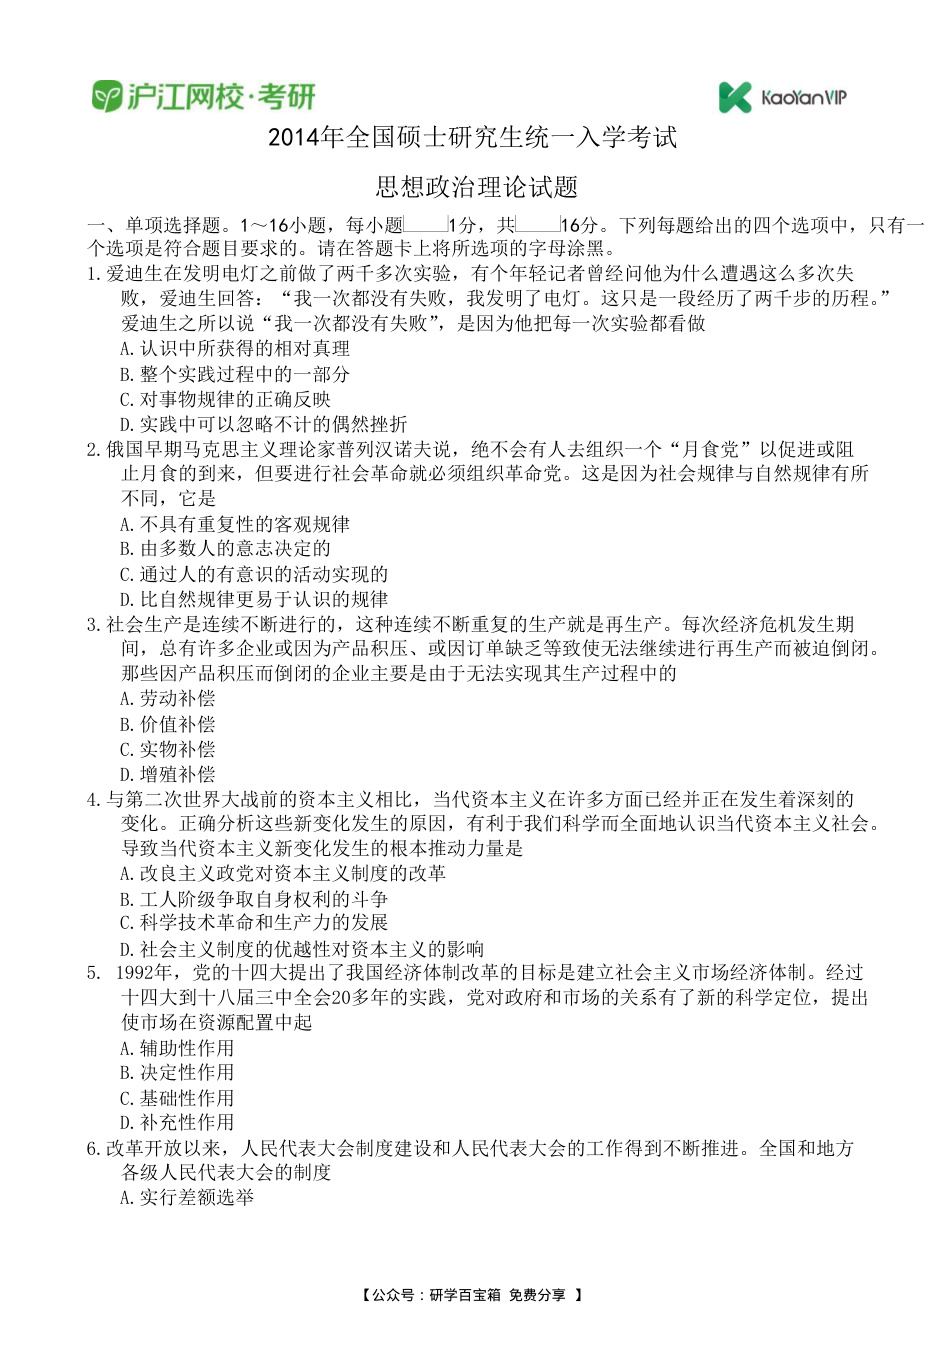 沪江网校·考研
KaoYanVIP
2014年全国硕士研究生统一入学考试
思想政治理论试题
一、单项选择题。1～16小题，每小题1分，共16分。下列每题给出的四个选项中，只有一
个选项是符合题目要求的。请在答题卡上将所选项的字母涂黑。
1.爱迪生在发明电灯之前做了两千多次实验，有个年轻记者曾经问他为什么遭遇这么多次失
败，爱迪生回答：“我一次都没有失败，我发明了电灯。这只是一段经历了两千步的历程。”
爱迪生之所以说“我一次都没有失败”，是因为他把每一次实验都看做
A.认识中所获得的相对真理
B.整个实践过程中的一部分
C.对事物规律的正确反映
D.实践中可以忽略不计的偶然挫折
2.俄国早期马克思主义理论家普列汉诺夫说，绝不会有人去组织一个“月食党”以促进或阻
止月食的到来，但要进行社会革命就必须组织革命党。这是因为社会规律与自然规律有所
不同，它是
A.不具有重复性的客观规律
B.由多数人的意志决定的
C.通过人的有意识的活动实现的
D.比自然规律更易于认识的规律
3.社会生产是连续不断进行的，这种连续不断重复的生产就是再生产。每次经济危机发生期
间，总有许多企业或因为产品积压、或因订单缺乏等致使无法继续进行再生产而被迫倒闭。
那些因产品积压而倒闭的企业主要是由于无法实现其生产过程中的
A.劳动补偿
B.价值补偿
C.实物补偿
D.增殖补偿
4.与第二次世界大战前的资本主义相比，当代资本主义在许多方面已经并正在发生着深刻的
变化。正确分析这些新变化发生的原因，有利于我们科学而全面地认识当代资本主义社会。
导致当代资本主义新变化发生的根本推动力量是
A.改良主义政党对资本主义制度的改革
B.工人阶级争取自身权利的斗争
C.科学技术革命和生产力的发展
D.社会主义制度的优越性对资本主义的影响
5. 1992年，党的十四大提出了我国经济体制改革的目标是建立社会主义市场经济体制。经过
十四大到十八届三中全会20多年的实践，党对政府和市场的关系有了新的科学定位，提出
使市场在资源配置中起
A.辅助性作用
B.决定性作用
C.基础性作用
D.补充性作用
6.改革开放以来，人民代表大会制度建设和人民代表大会的工作得到不断推进。全国和地方
各级人民代表大会的制度
A.实行差额选举
【公众号：研学百宝箱 免费分享 】